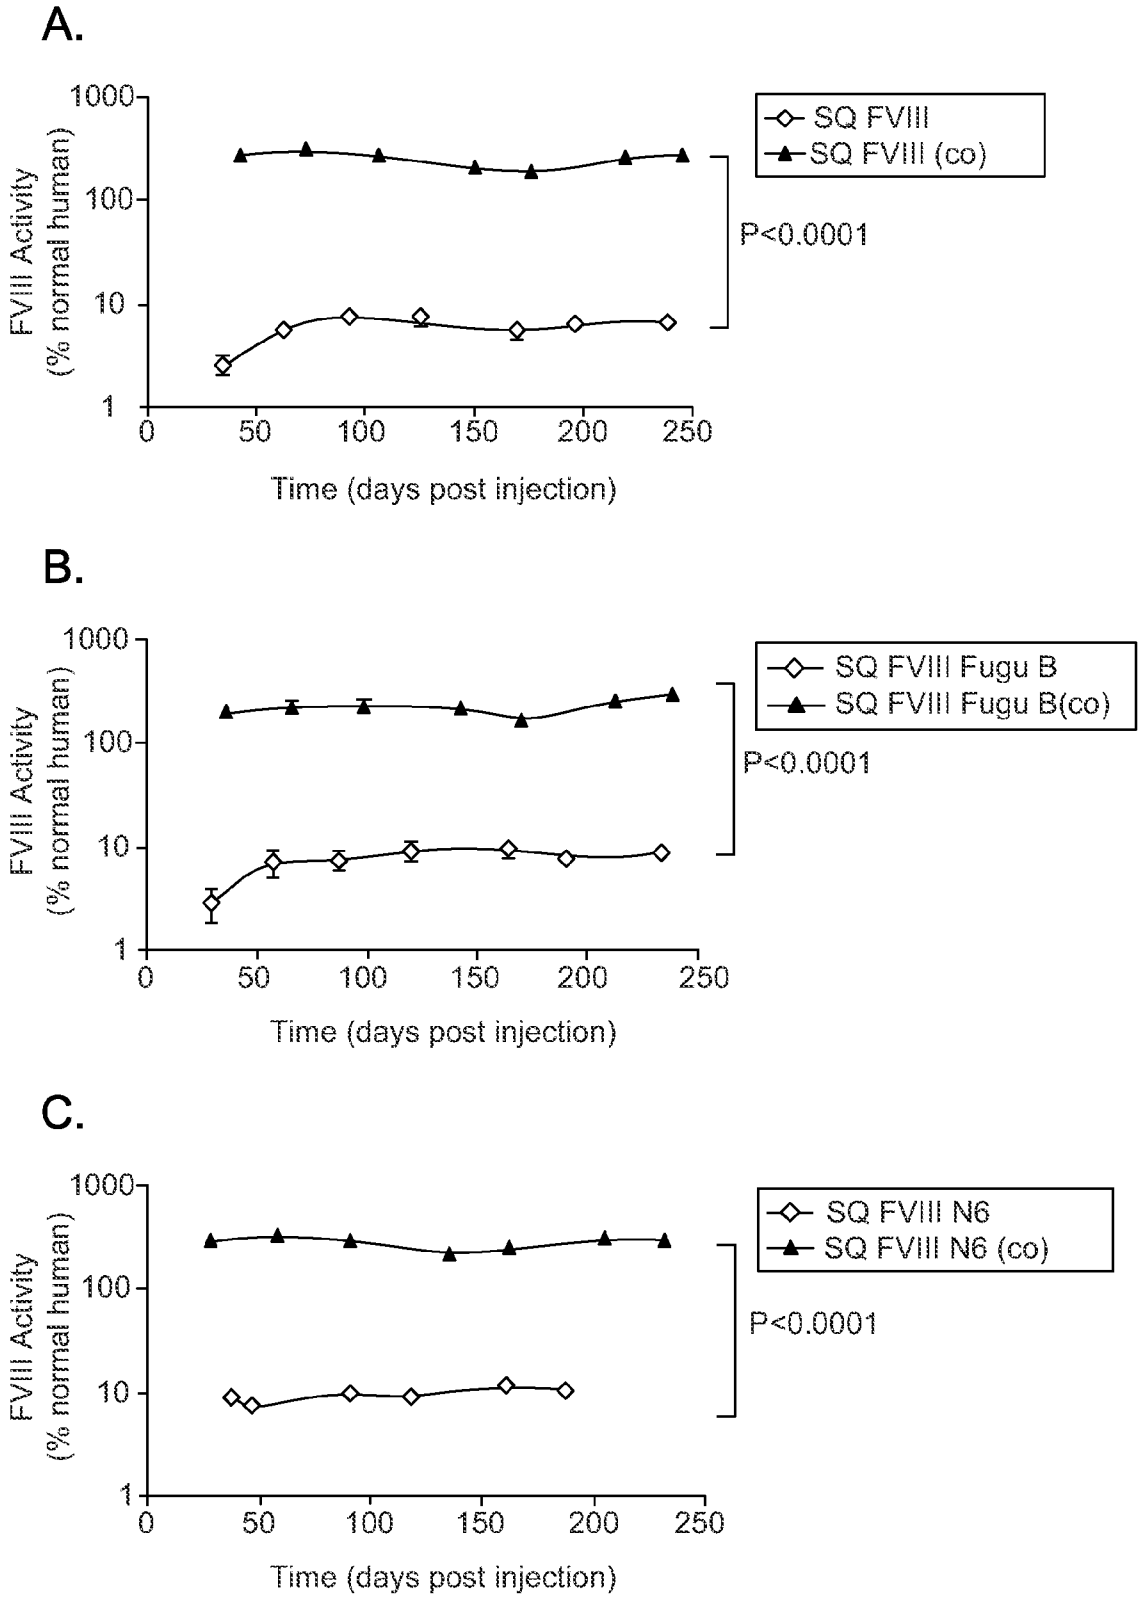 A.
1000
100
10
1
FVIII Activity
(% normal human)
0 50 100 150 200 250
Time (days post injection)
SQ FVIII
SQ FVIII (co)
P<0.0001
B.
1000
100
10
1
FVIII Activity
(% normal human)
0 50 100 150 200 250
Time (days post injection)
SQ FVIII Fugu B
SQ FVIII Fugu B(co)
P<0.0001
C.
1000
100
10
1
FVIII Activity
(% normal human)
0 50 100 150 200 250
Time (days post injection)
SQ FVIII N6
SQ FVIII N6 (co)
P<0.0001